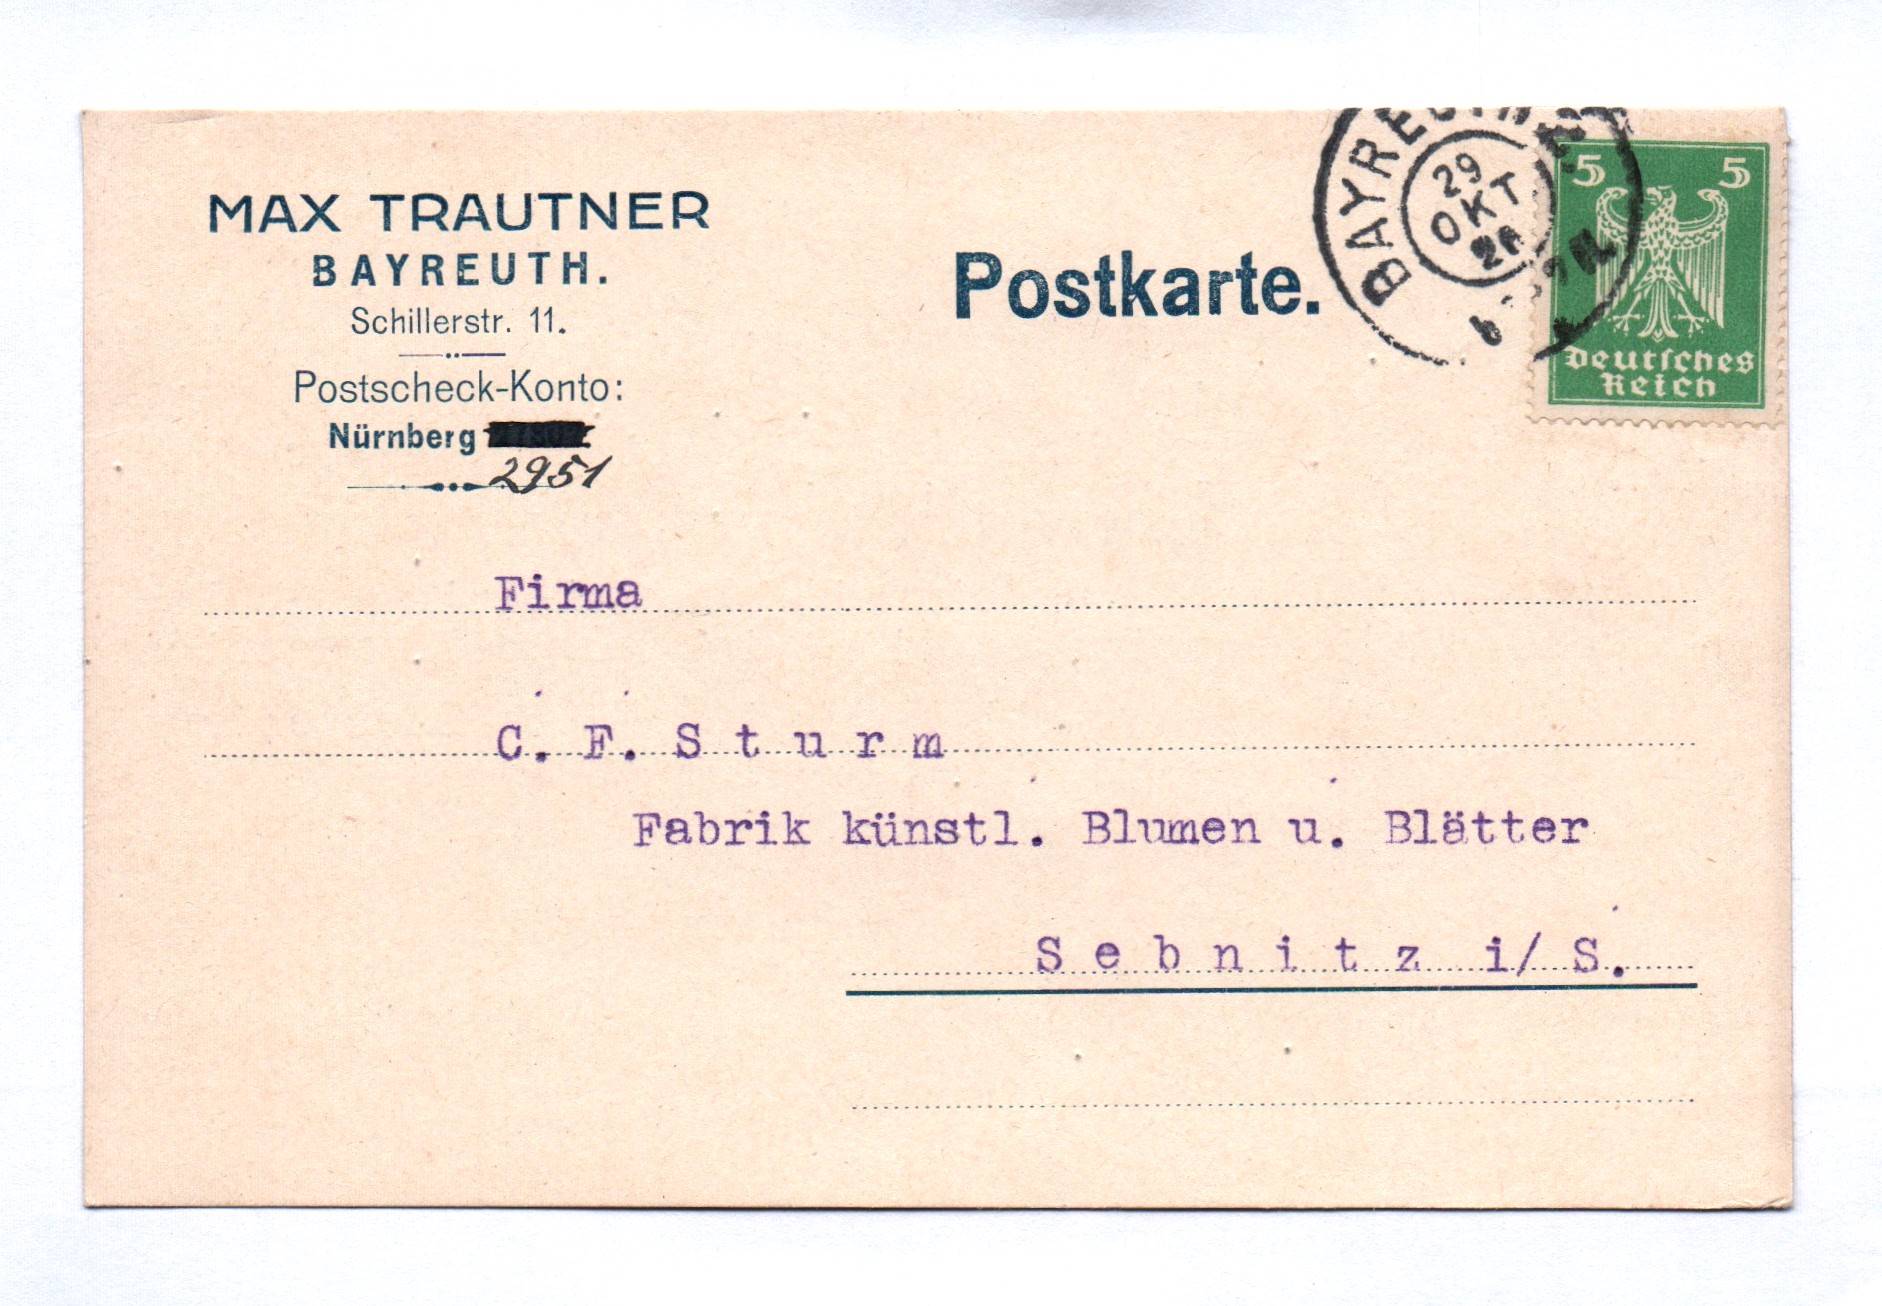 MAX TRAUTNER
BAYREUTH.
Schillerstr. 11.
Postscheck-Konto:
Nürnberg
2951
Postkarte.
BAYREUTH
29
OKT
26
5 5
Deutsches
Reich
Firma
C. F. Sturm
Fabrik künstl. Blumen u. Blätter
Sebnitz i/S.